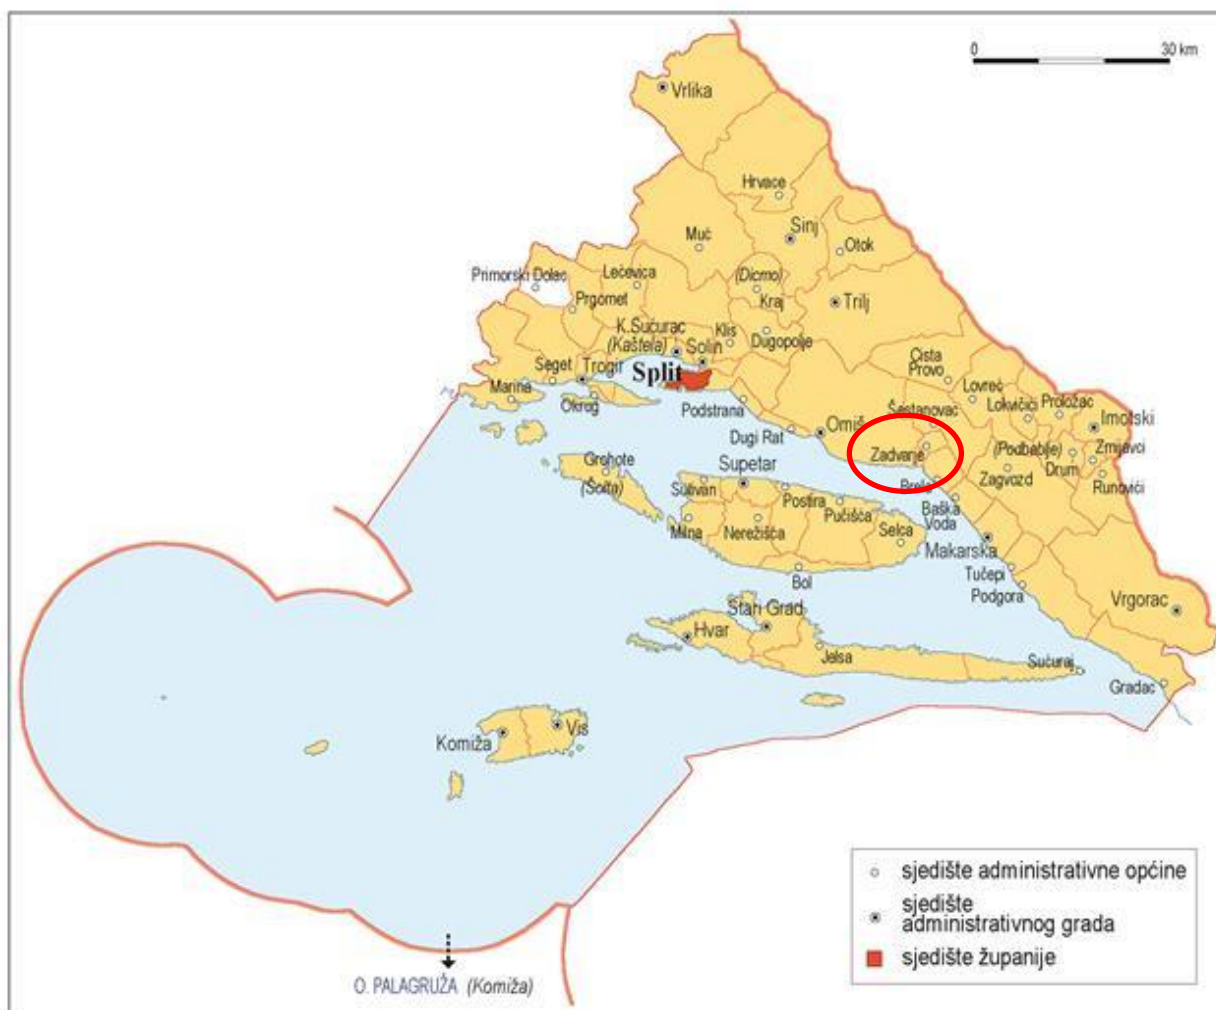 0 30 km
Vrlika
Hrvace
Sinj
Muć
Otok
Primorski Dolac
Lećevica
(Dicmo)
Kraj
Trilj
Prgomet
K.Sućurac
(Kaštela)
Klis
Solin
Dugopolje
Seget
Trogir
Split
Marina
Okrug
Podstrana
Cista
Provo
Lovreć
Šestanovac
Lokvičići
Proložac
Imotski
Dugi Rat
Omiš
Zadvarje
(Podbablje)
Zmijavci
Drum
Zagvozd
Runovići
Grohote
(Šolta)
Supetar
Sutivan
Postira
Brela
Baška
Voda
Milna
Nerežišća
Pučišća
Selca
Makarska
Bol
Tučepi
Podgora
Vrgorac
Stari Grad
Hvar
Jelsa
Sućuraj
Gradac
Komiža
Vis
sjedište administrativne općine
sjedište
administrativnog grada
sjedište županije
O. PALAGRUŽA (Komiža)